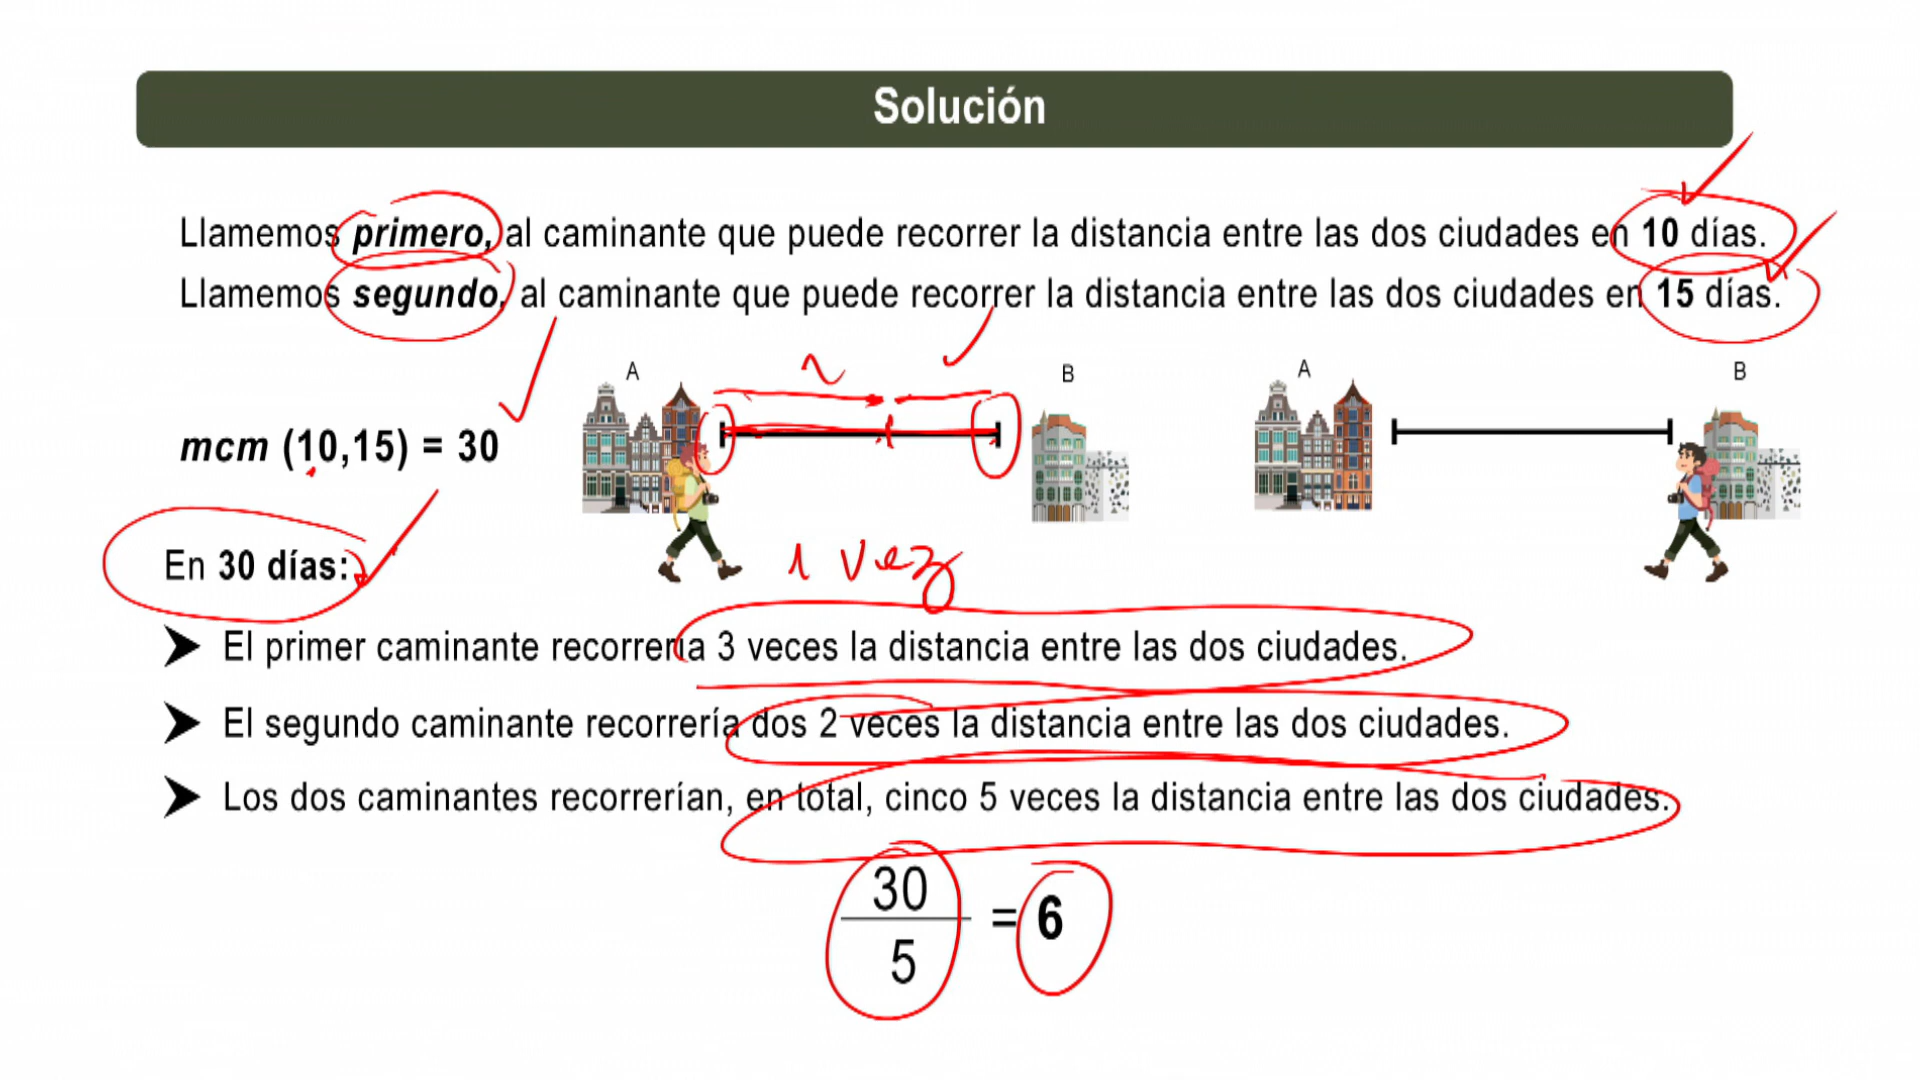 Solución
Llamemos primero, al caminante que puede recorrer la distancia entre las dos ciudades en 10 días.
Llamemos segundo, al caminante que puede recorrer la distancia entre las dos ciudades en 15 días.
A
B
A
B
mcm (10,15) = 30
En 30 días:
1 vez
➤ El primer caminante recorrería 3 veces la distancia entre las dos ciudades.
➤ El segundo caminante recorrería dos 2 veces la distancia entre las dos ciudades.
➤ Los dos caminantes recorrerían, en total, cinco 5 veces la distancia entre las dos ciudades.
30
5
= 6